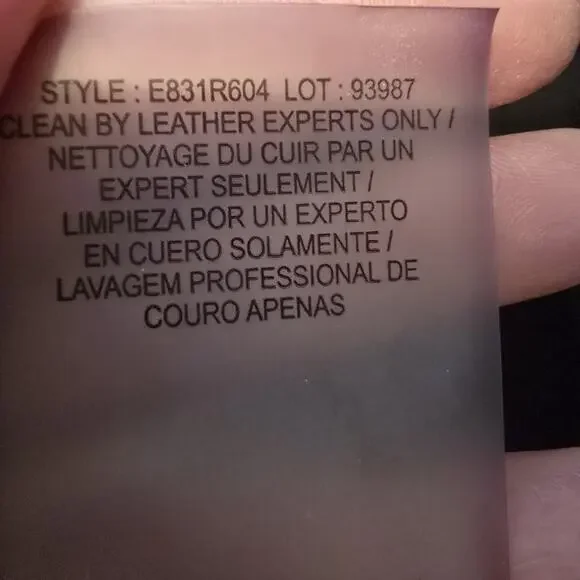 STYLE : E831R604 LOT : 93987
CLEAN BY LEATHER EXPERTS ONLY /
NETTOYAGE DU CUIR PAR UN
EXPERT SEULEMENT /
LIMPIEZA POR UN EXPERTO
EN CUERO SOLAMENTE /
LAVAGEM PROFESSIONAL DE
COURO APENAS